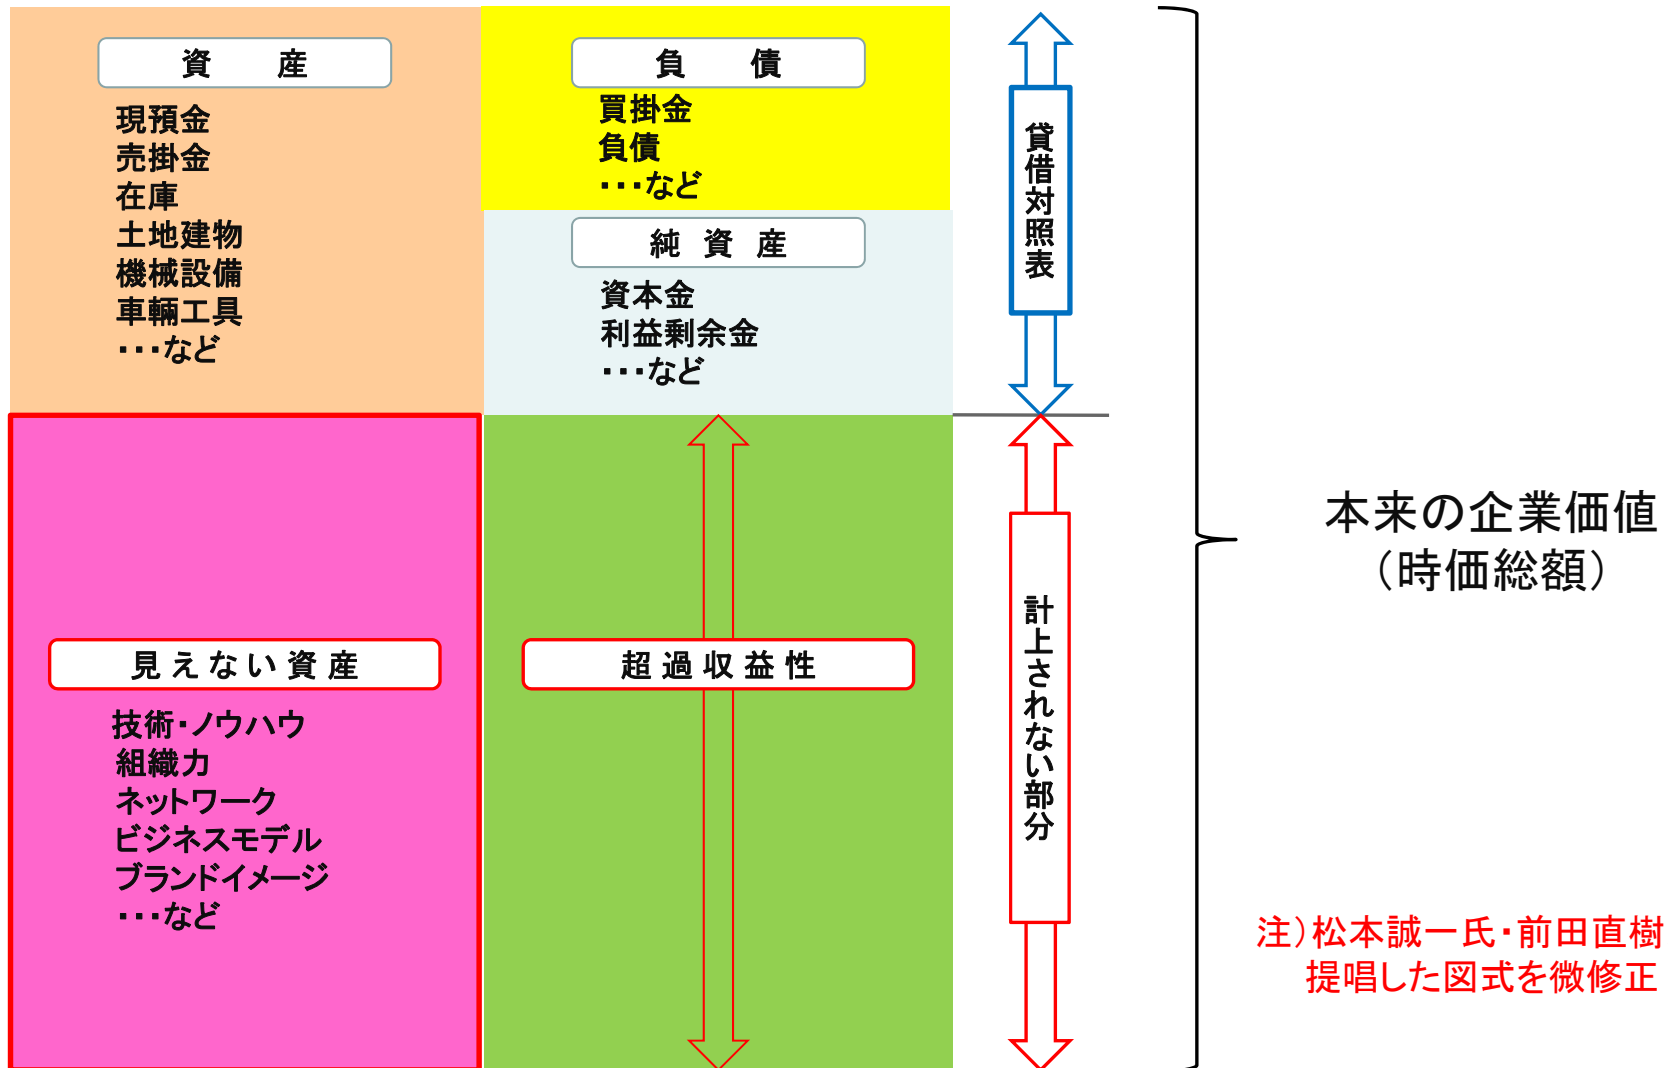 資産
現預金
売掛金
在庫
土地建物
機械設備
車輛工具
・・・など
負債
買掛金
負債
・・・など
純資産
資本金
利益剰余金
・・・など
貸借対照表
見えない資産
技術・ノウハウ
組織力
ネットワーク
ビジネスモデル
ブランドイメージ
・・・など
超過収益性
計上されない部分
本来の企業価値
（時価総額）
注）松本誠一氏・前田直樹
提唱した図式を微修正